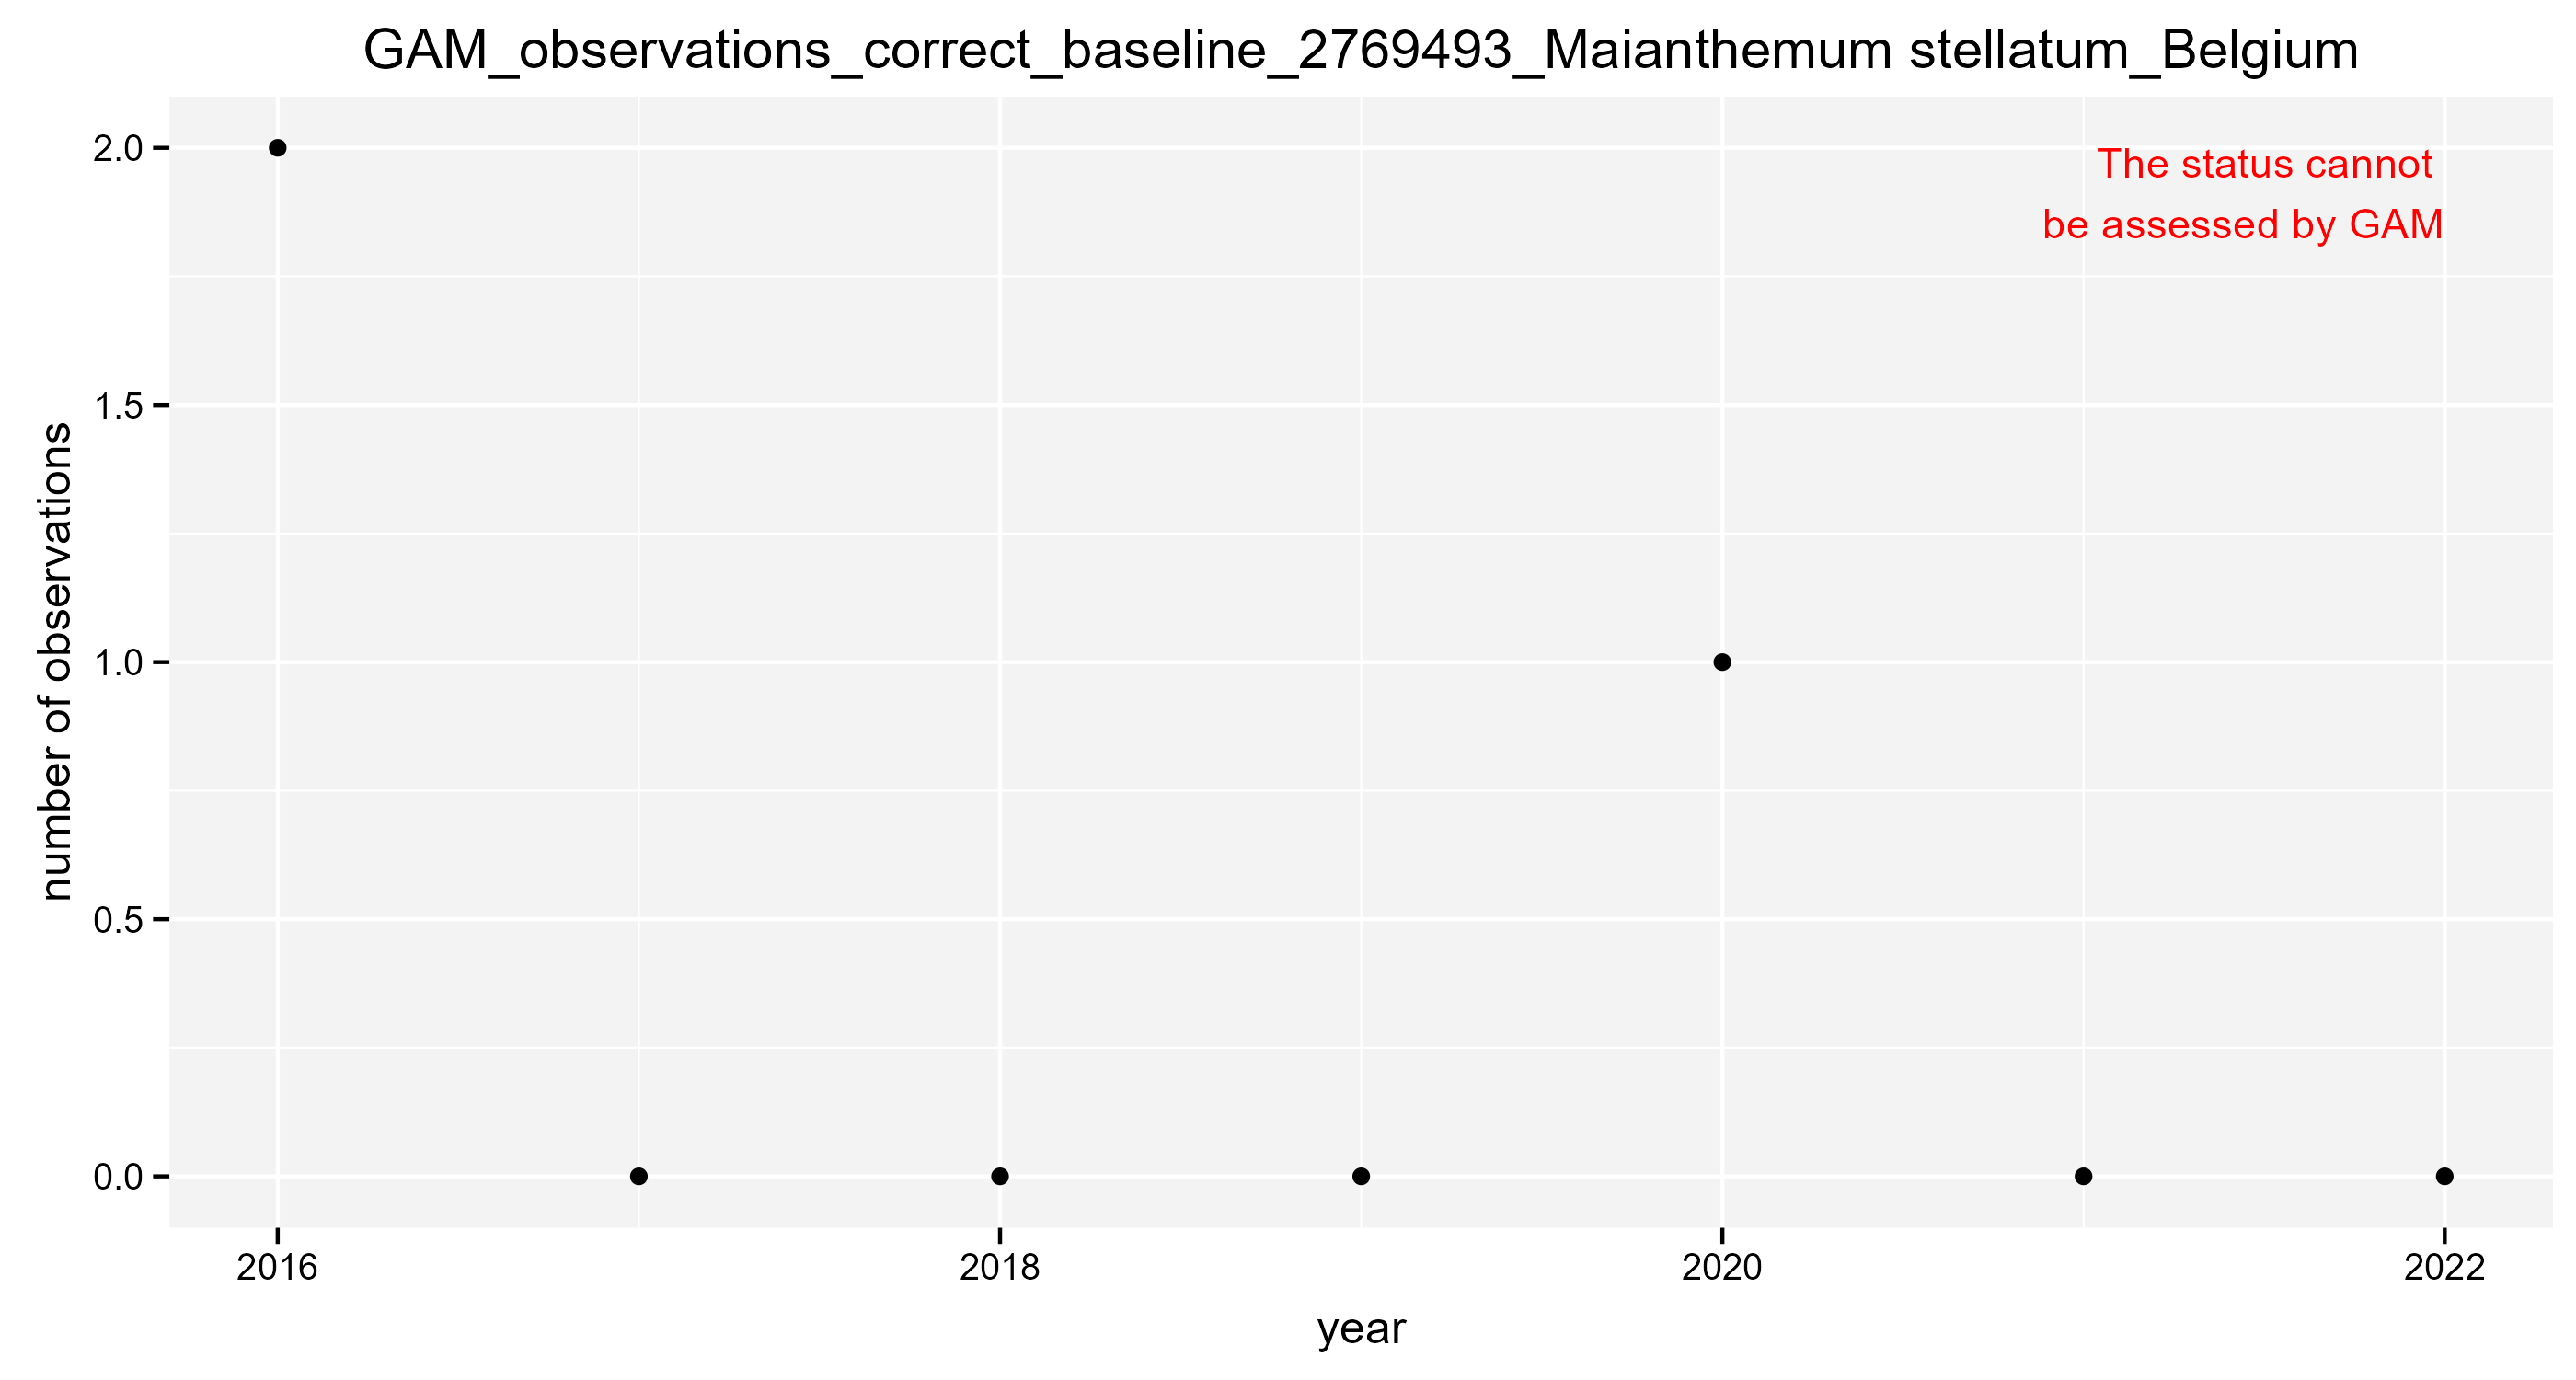 GAM_observations_correct_baseline_2769493_Maianthemum stellatum_Belgium
The status cannot
be assessed by GAM
number of observations
2.0
1.5
1.0
0.5
0.0
2016
2018
2020
2022
year